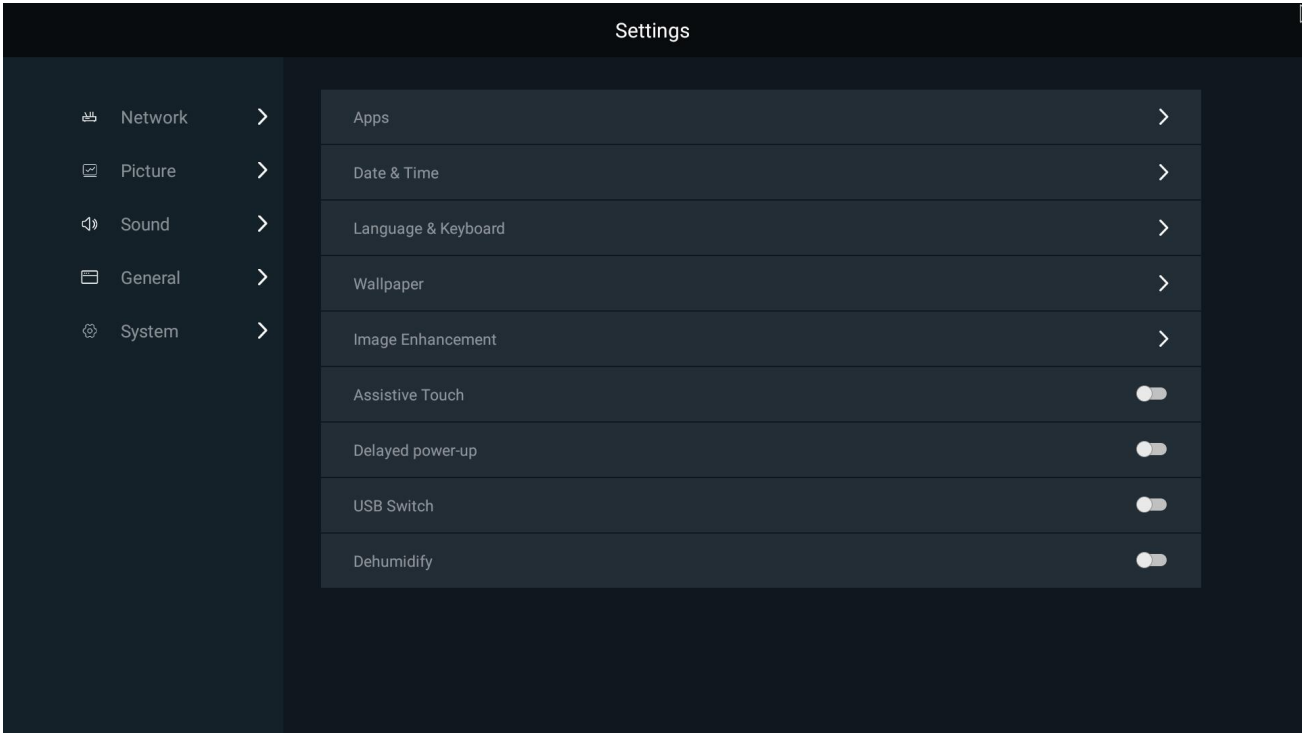 Settings
Network
Picture
Sound
General
System
Apps
Date & Time
Language & Keyboard
Wallpaper
Image Enhancement
Assistive Touch
Delayed power-up
USB Switch
Dehumidify